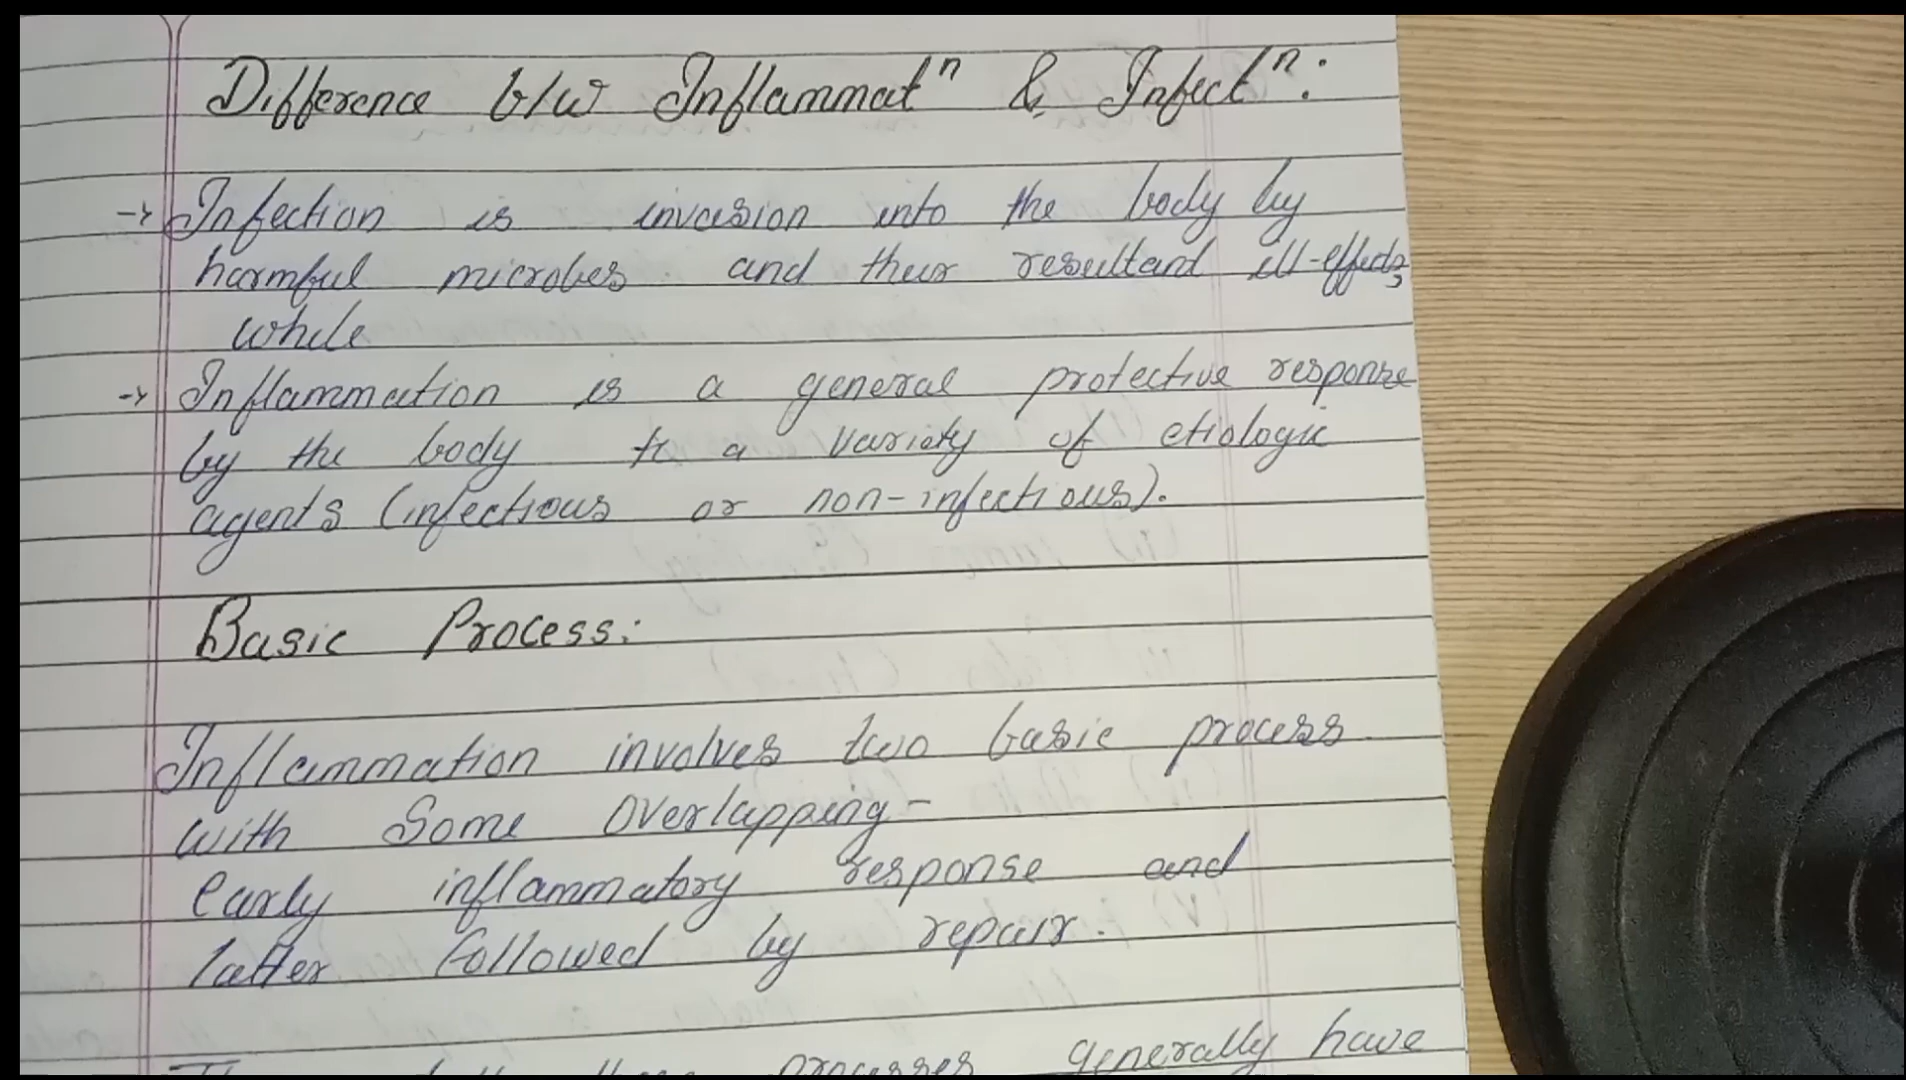 Difference b/w Inflammatⁿ & Infectⁿ:
→ Infection is invasion into the body by
harmful microbes and their resultant ill-effects,
while
→ Inflammation is a general protective response
by the body to a variety of etiologic
agents (infectious or non-infectious).
Basic Process:
Inflammation involves two basic process
with Some overlapping-
early inflammatory response and
latter followed by repair.
processes generally have